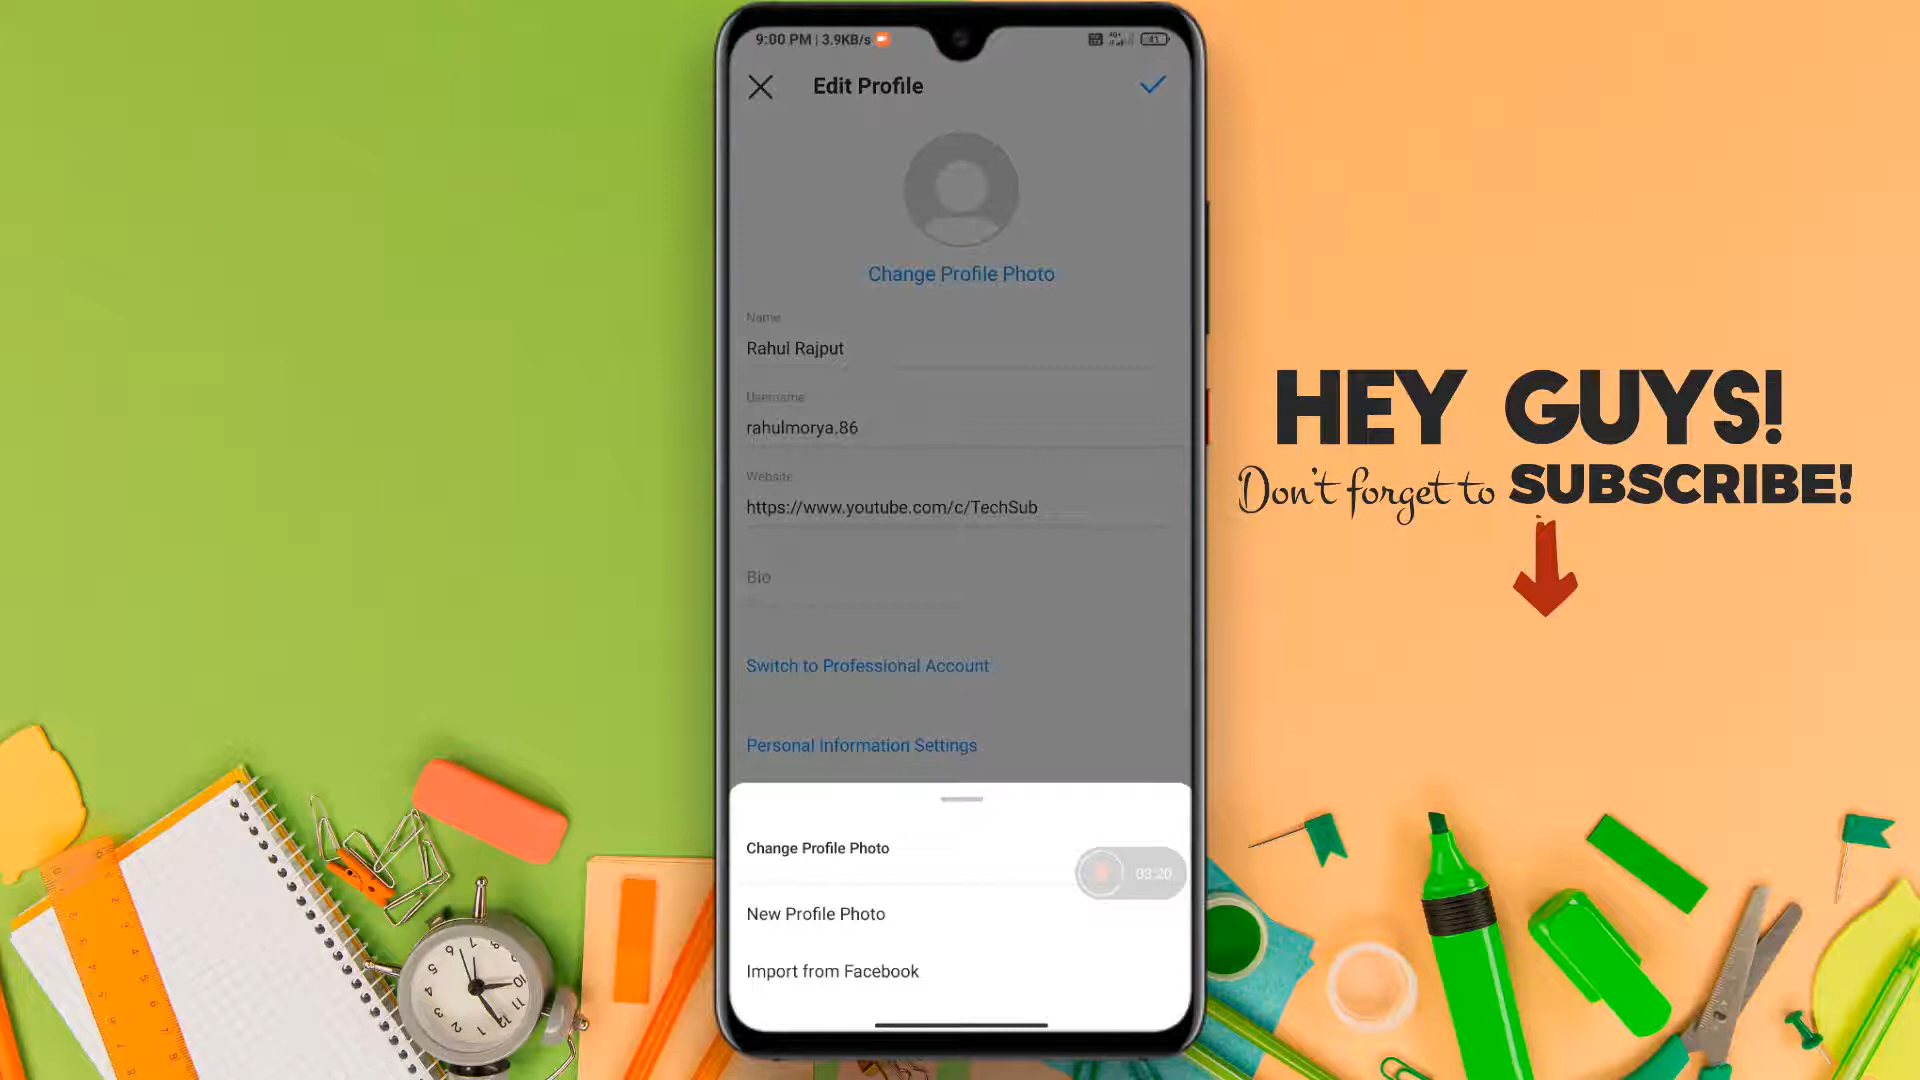 9:00 PM | 3.9KB/s
41
Edit Profile
Change Profile Photo
Name
Rahul Rajput
Username
rahulmorya.86
Website
https://www.youtube.com/c/TechSub
Bio
Switch to Professional Account
Personal Information Settings
Change Profile Photo
03:20
New Profile Photo
Import from Facebook
HEY GUYS!
Don't forget to SUBSCRIBE!